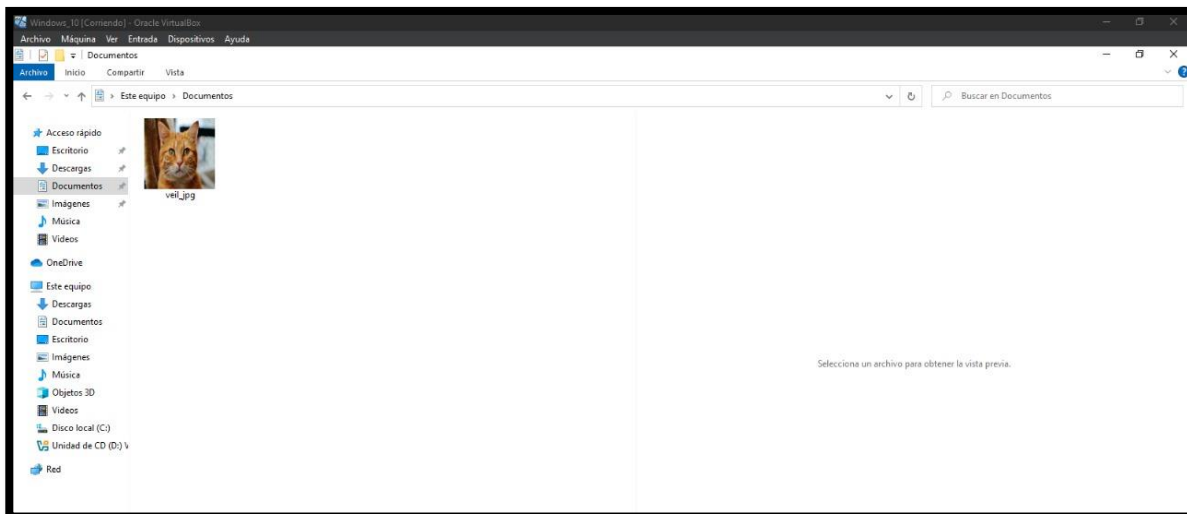 Windows_10 [Corriendo] - Oracle VirtualBox
Archivo Máquina Ver Entrada Dispositivos Ayuda
Documentos
Archivo Inicio Compartir Vista
Este equipo > Documentos
Buscar en Documentos
Acceso rápido
Escritorio
Descargas
Documentos
Imágenes
Música
Videos
OneDrive
Este equipo
Descargas
Documentos
Escritorio
Imágenes
Música
Objetos 3D
Videos
Disco local (C:)
Unidad de CD (D:) V
Red
veil_jpg
Selecciona un archivo para obtener la vista previa.